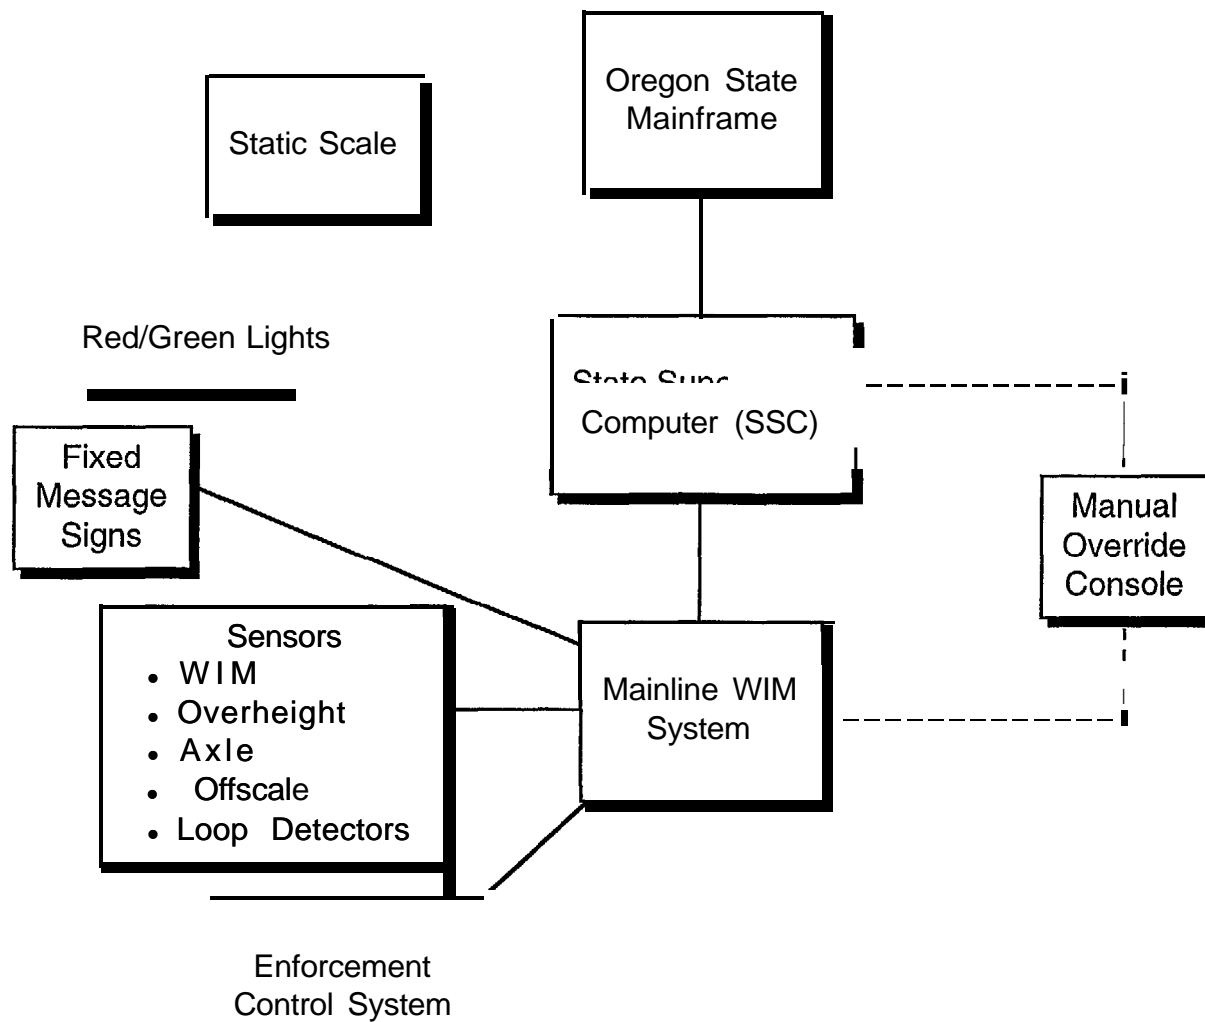 Oregon State
Mainframe
Static Scale
Red/Green Lights
State
Computer (SSC)
Fixed
Message
Signs
Manual
Override
Console
Sensors
• WIM
• Overheight
• Axle
• Offscale
• Loop Detectors
Mainline WIM
System
Enforcement
Control System